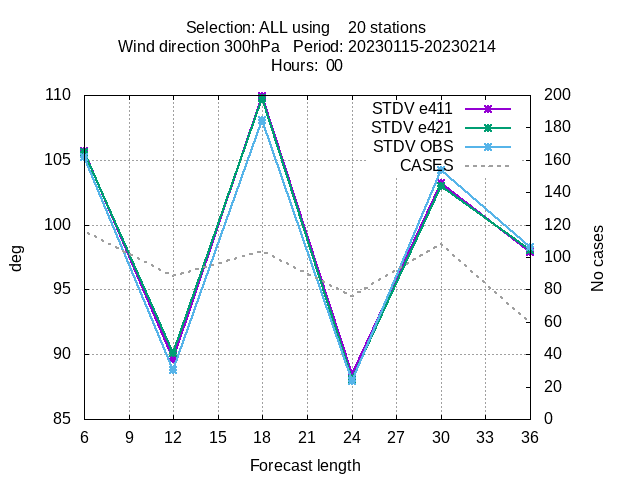 Selection: ALL using    20 stations
Wind direction 300hPa   Period: 20230115-20230214
Hours:  00
110
105
100
95
90
85
deg
STDV e411
STDV e421
STDV OBS
CASES
200
180
160
140
120
100
80
60
40
20
0
No cases
6 9 12 15 18 21 24 27 30 33 36
Forecast length